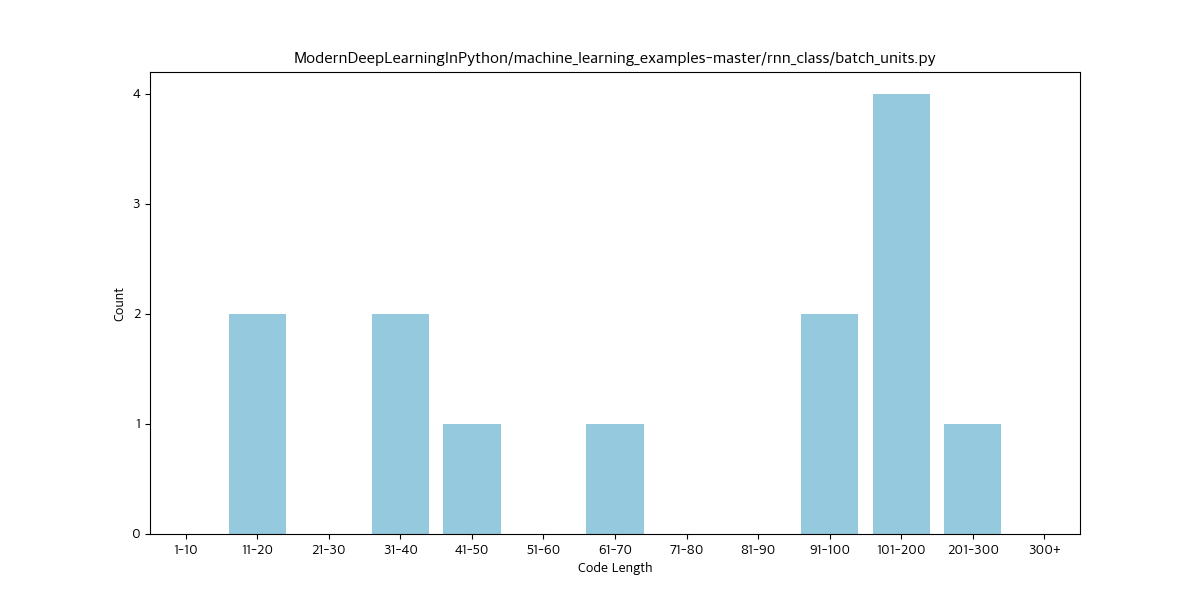 ModernDeepLearningInPython/machine_learning_examples-master/rnn_class/batch_units.py
4
3
2
1
0
Count
1-10 11-20 21-30 31-40 41-50 51-60 61-70 71-80 81-90 91-100 101-200 201-300 300+
Code Length